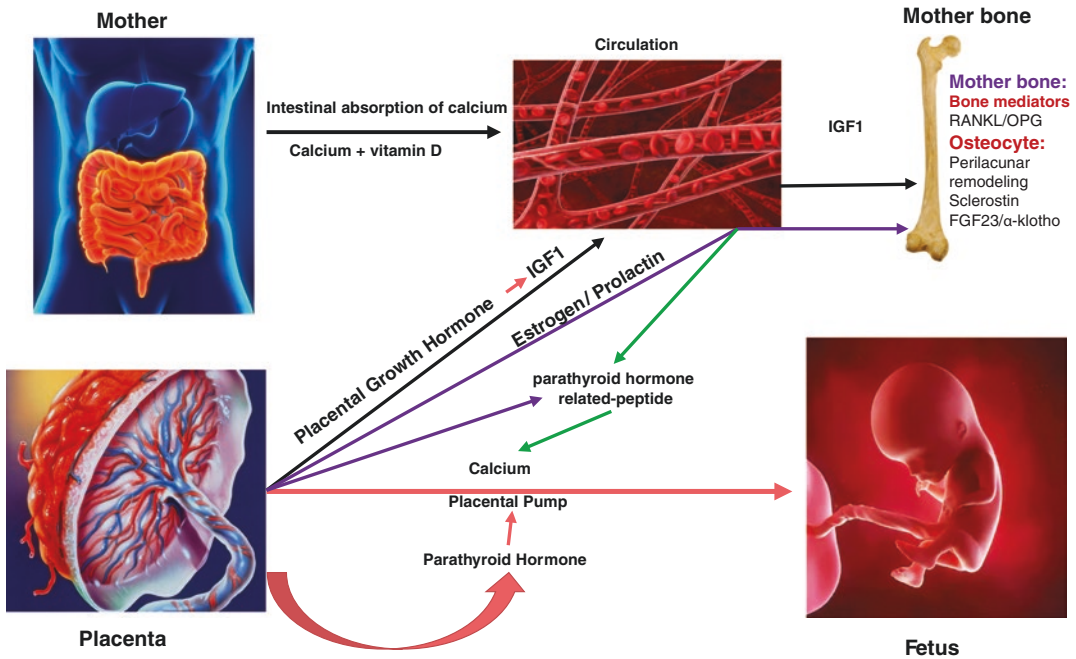 Mother
Circulation
Mother bone
Intestinal absorption of calcium
Calcium + vitamin D
IGF1
Mother bone:
Bone mediators
RANKL/OPG
Osteocyte:
Perilacunar
remodeling
Sclerostin
FGF23/α-klotho
Placental Growth Hormone
IGF1
Estrogen/ Prolactin
parathyroid hormone
related-peptide
Calcium
Placental Pump
Parathyroid Hormone
Placenta
Fetus